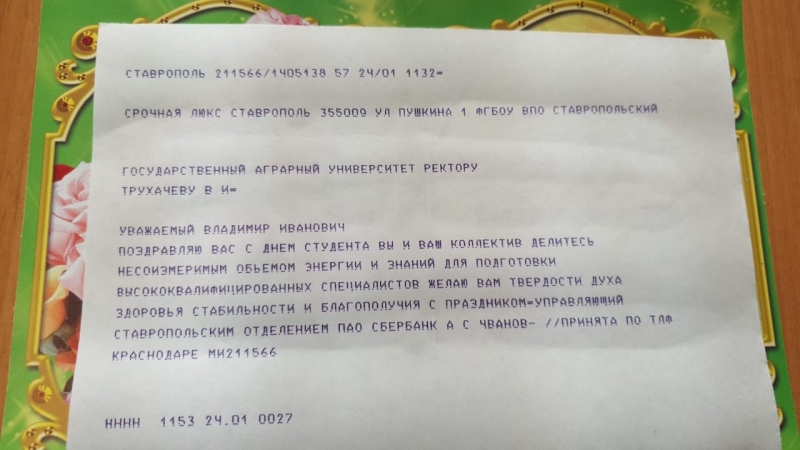 СТАВРОПОЛЬ 211566/1405138 57 24/01 1132=
СРОЧНАЯ ЛЮКС СТАВРОПОЛЬ 355009 УЛ ПУШКИНА 1 ФГБОУ ВПО СТАВРОПОЛЬСКИЙ
ГОСУДАРСТВЕННЫЙ АГРАРНЫЙ УНИВЕРСИТЕТ РЕКТОРУ
ТРУХАЧЕВУ В И=
УВАЖАЕМЫЙ ВЛАДИМИР ИВАНОВИЧ
ПОЗДРАВЛЯЮ ВАС С ДНЕМ СТУДЕНТА ВЫ И ВАШ КОЛЛЕКТИВ ДЕЛИТЕСЬ
НЕСОИЗМЕРИМЫМ ОБЬЕМОМ ЭНЕРГИИ И ЗНАНИЙ ДЛЯ ПОДГОТОВКИ
ВЫСОКОКВАЛИФИЦИРОВАННЫХ СПЕЦИАЛИСТОВ ЖЕЛАЮ ВАМ ТВЕРДОСТИ ДУХА
ЗДОРОВЬЯ СТАБИЛЬНОСТИ И БЛАГОПОЛУЧИЯ С ПРАЗДНИКОМ=УПРАВЛЯЮЩИЙ
СТАВРОПОЛЬСКИМ ОТДЕЛЕНИЕМ ПАО СБЕРБАНК А С ЧВАНОВ- //ПРИНЯТА ПО ТЛФ
КРАСНОДАРЕ МИ211566
НННН 1153 24.01 0027